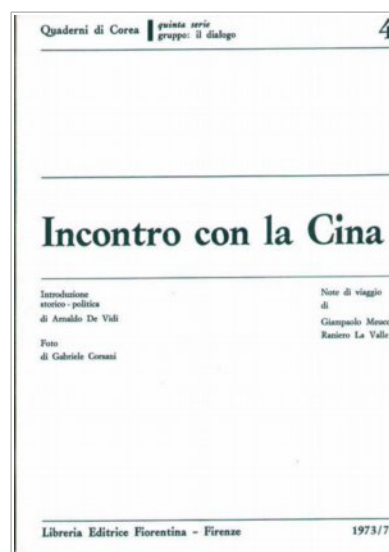 Quaderni di Corea
quinta serie
gruppo: il dialogo
4
Incontro con la Cina
Introduzione
storico - politica
di Arnaldo De Vidi
Foto
di Gabriele Corsani
Note di viaggio
di
Giampaolo
Raniero La Valle
Libreria Editrice Fiorentina - Firenze
1973/7